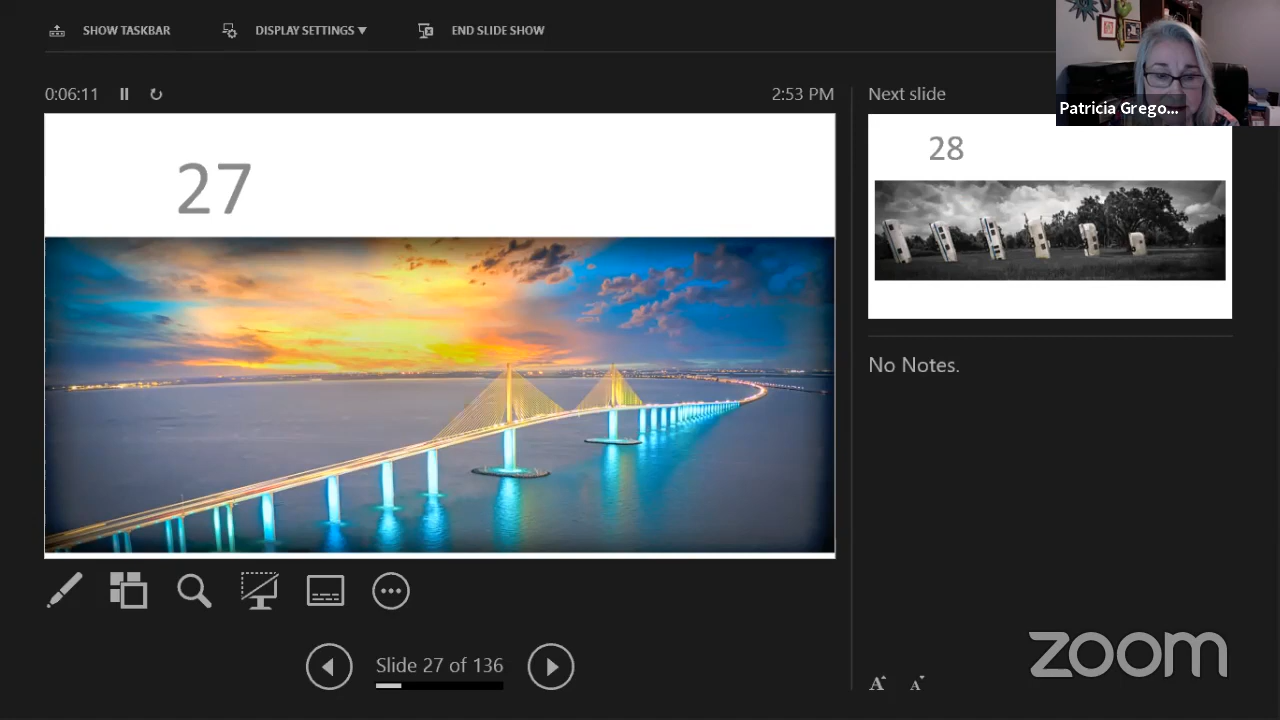 SHOW TASKBAR
DISPLAY SETTINGS ▼
END SLIDE SHOW
0:06:11
2:53 PM
Next slide
Patricia Grego...
27
28
No Notes.
Slide 27 of 136
A A
zoom